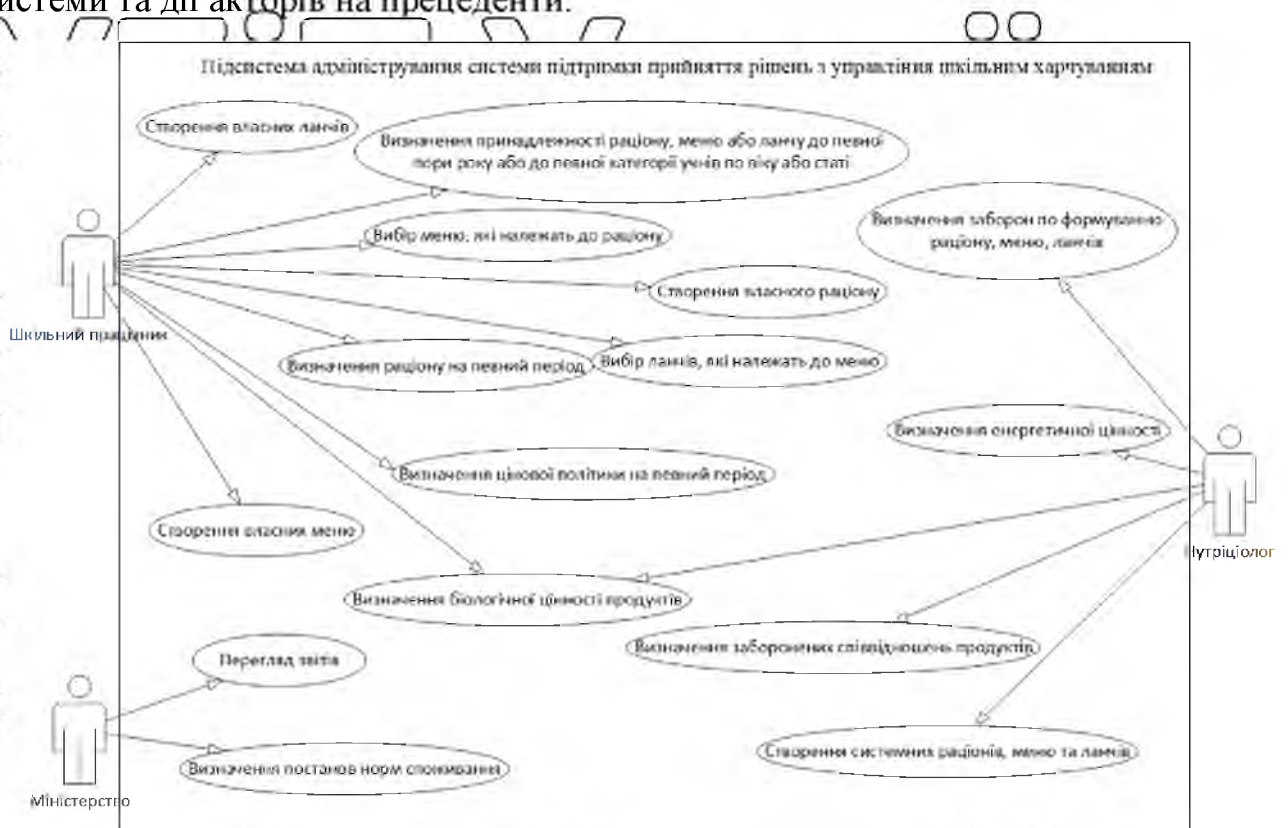 системи та дії акторів на прецеденти.
Підсистема адміністрування системи підтримки прийняття рішень з управління шкільним харчуванням
Створення власних ланчів
Визначення принадлежності раціону, меню або ланчу до певної
пори року або до певної категорії учнів по віку або статі
Визначення заборон по формуванню
раціону, меню, ланчів
Вибір меню, які належать до раціону
Створення власного раціону
Шкільний працівник
Визначення раціону на певний період
Вибір ланчів, які належать до меню
Визначення енергетичної цінності
Визначення цінової політики на певний період
Створення власних меню
Нутріціолог
Визначення біологічної цінності продуктів
Визначення заборонених співвідношень продуктів
Перегляд звітів
Створення системних раціонів, меню та ланчів
Визначення постанов норм споживання
Міністерство